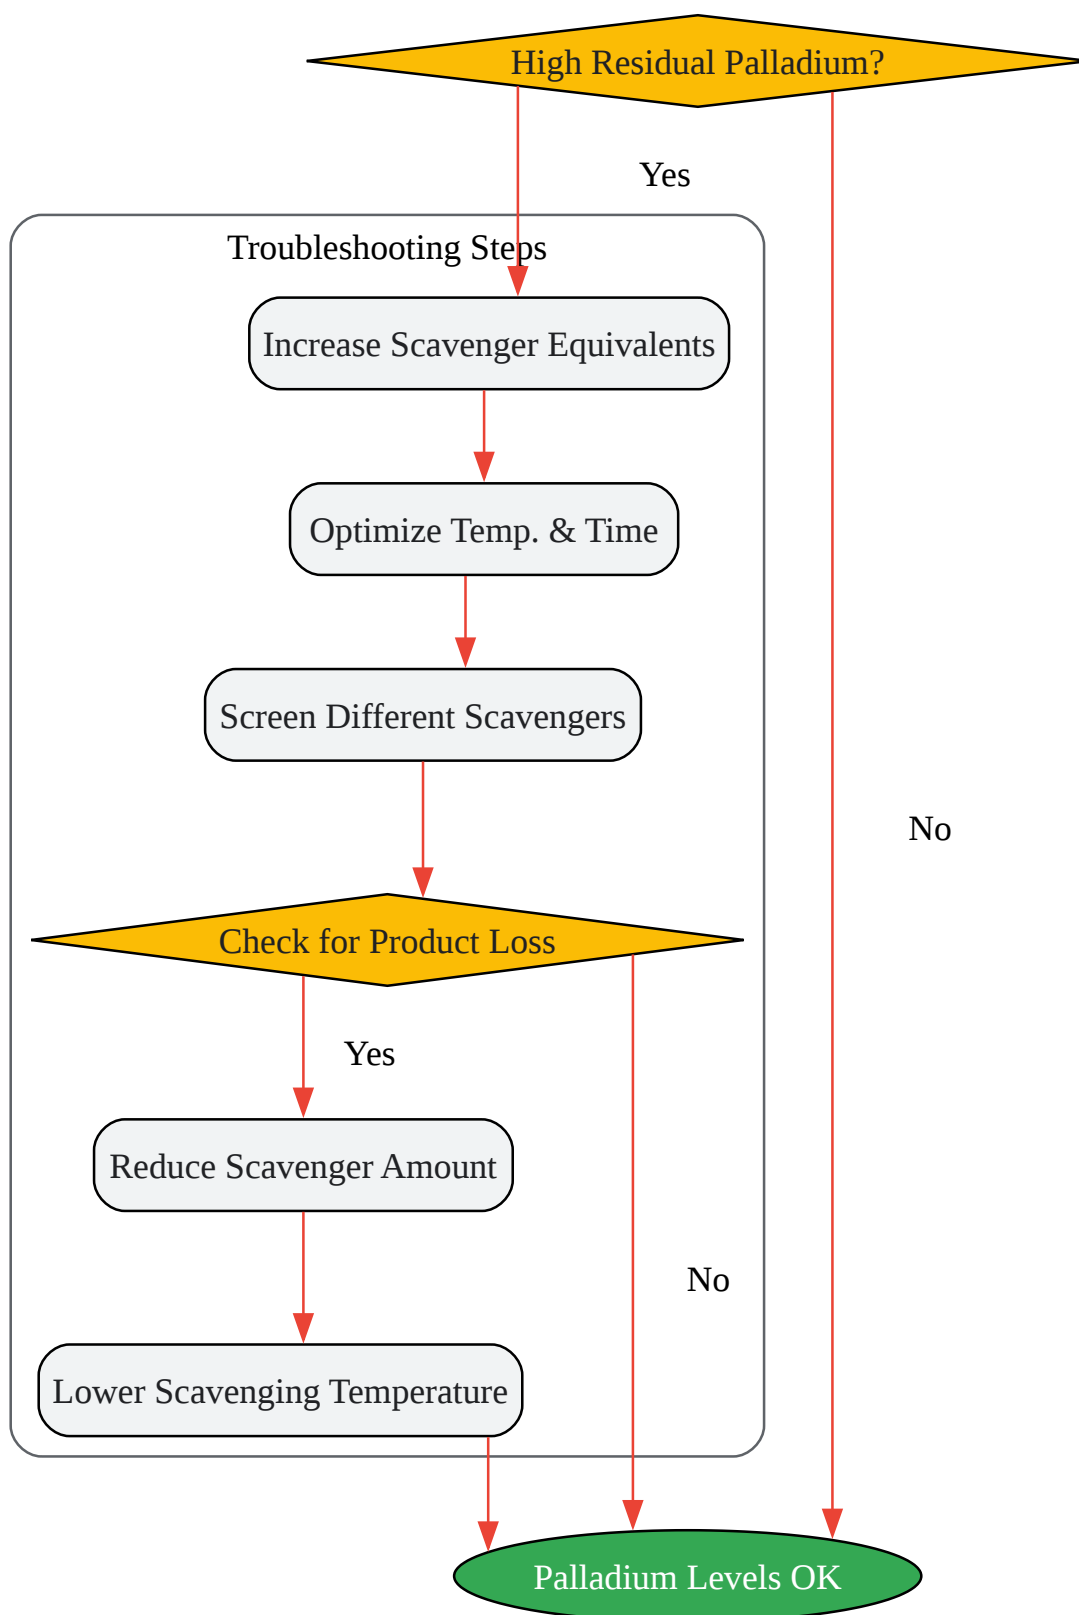 High Residual Palladium?
Yes
Troubleshooting Steps
Increase Scavenger Equivalents
Optimize Temp. & Time
Screen Different Scavengers
No
Check for Product Loss
Yes
Reduce Scavenger Amount
No
Lower Scavenging Temperature
Palladium Levels OK